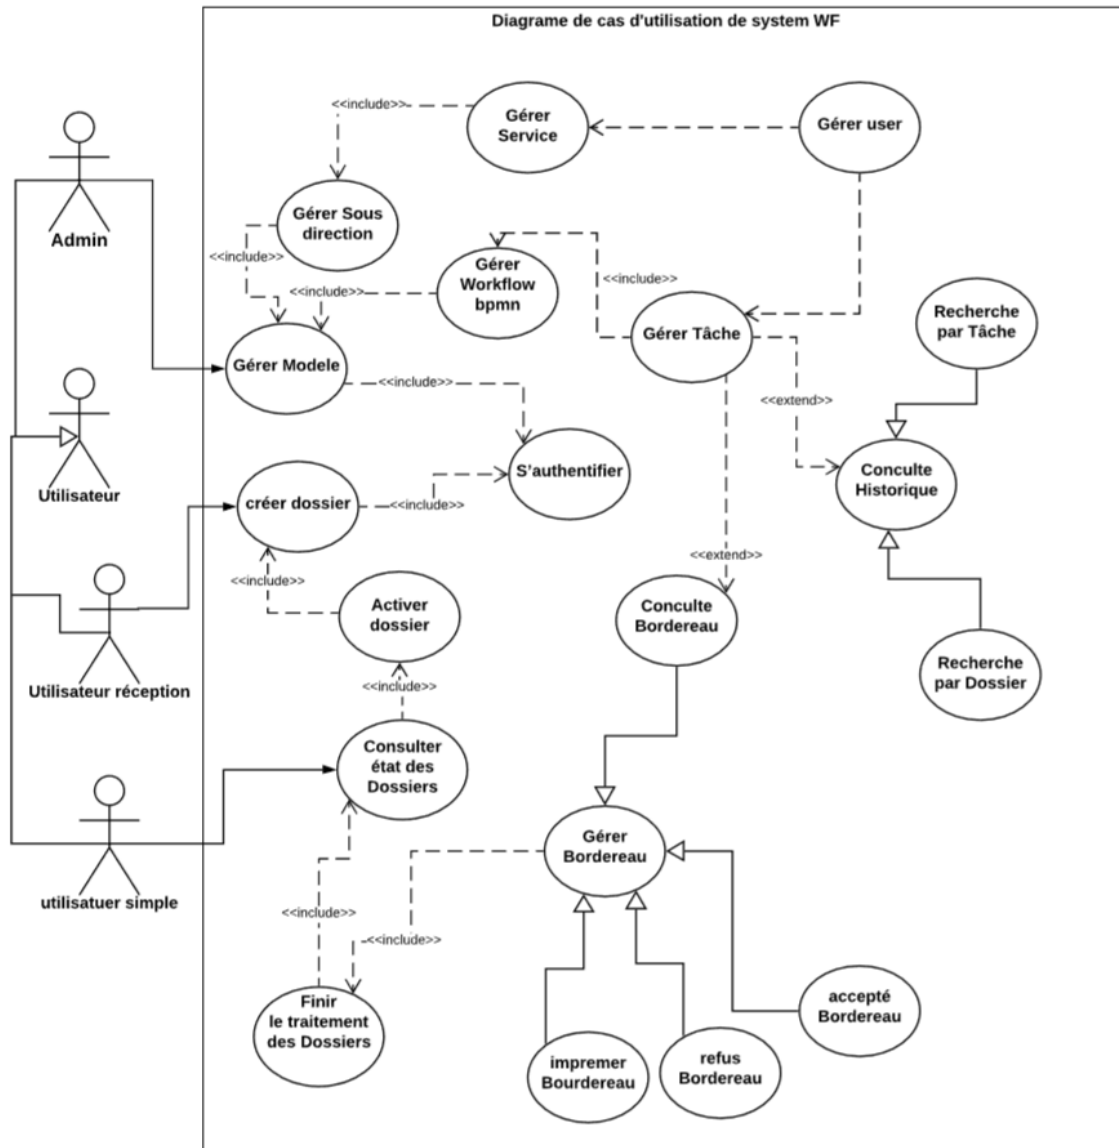 Diagrame de cas d'utilisation de system WF
<<include>>
Gérer
Service
Gérer user
Admin
Gérer Sous
direction
<<include>>
Gérer
Workflow
bpmn
<<include>>
<<include>>
Gérer Tâche
Recherche
par Tâche
Gérer Modele
<<include>>
<<extend>>
Utilisateur
créer dossier
<<include>>
S'authentifier
Conculte
Historique
<<extend>>
<<include>>
Activer
dossier
Conculte
Bordereau
Utilisateur réception
Recherche
par Dossier
<<include>>
Consulter
état des
Dossiers
utilisatuer simple
Gérer
Bordereau
<<include>>
<<include>>
Finir
le traitement
des Dossiers
accepté
Bordereau
impremer
Bourdereau
refus
Bordereau